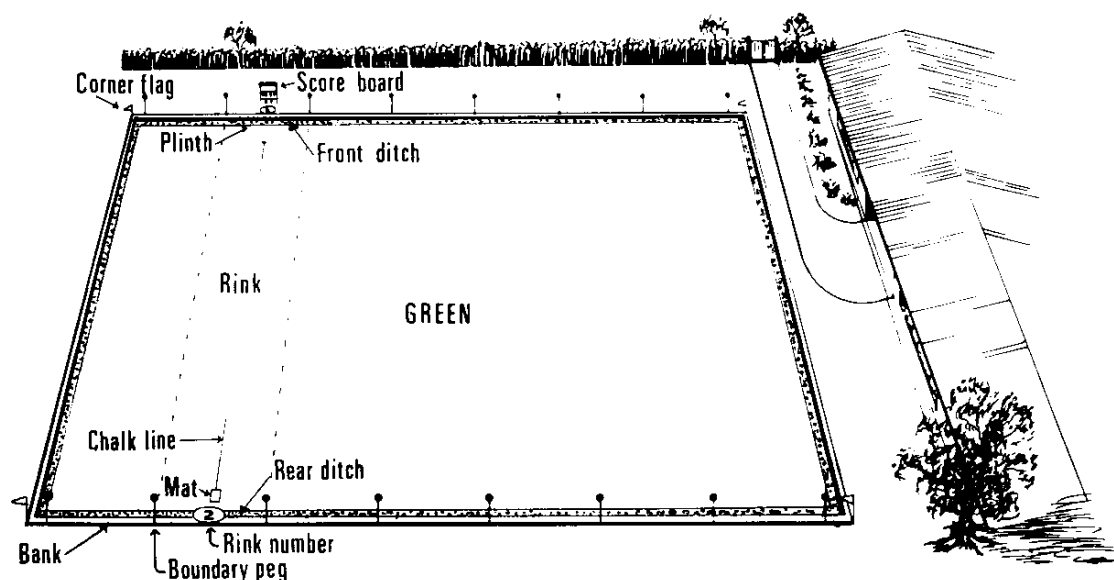 Corner flag
Score board
Plinth
Front ditch
Rink
GREEN
Chalk line
Mat
Rear ditch
2
Bank
Rink number
Boundary peg